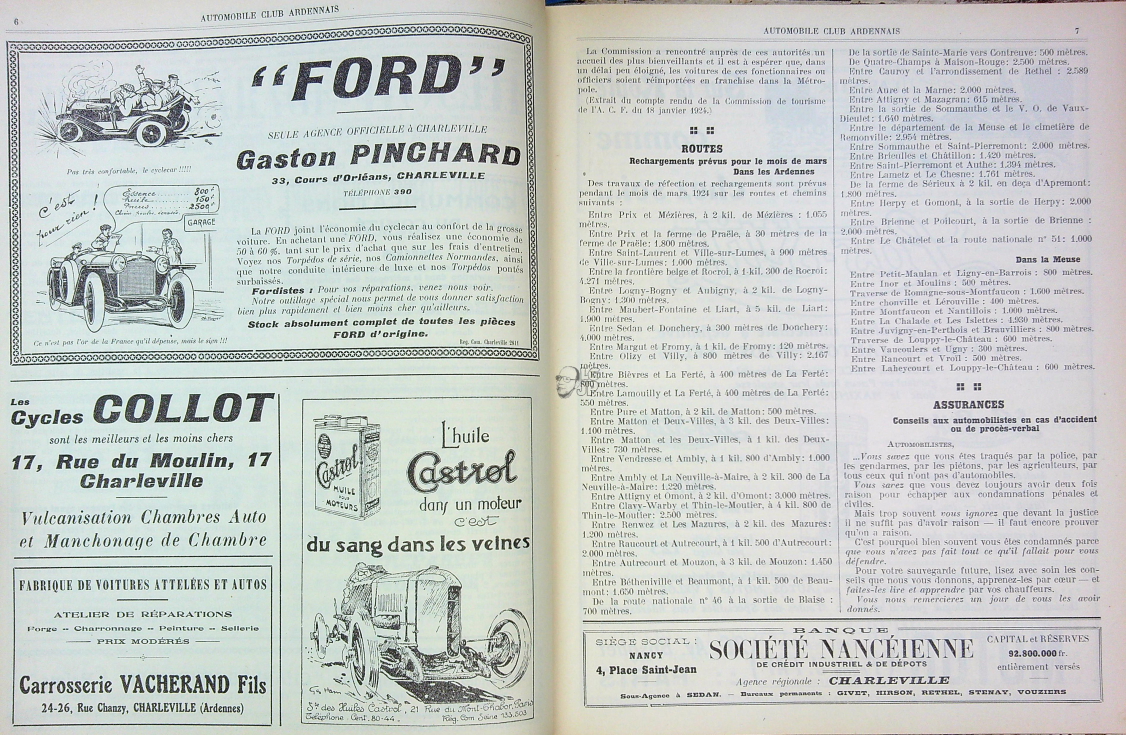 6
AUTOMOBILE CLUB ARDENNAIS
Pas très confortable, le cyclecar !!!!!
c'est pour rien !
Essence 800 f
huile 150 f
Pneus 2500 f
GARAGE
Ce n'est pas l'or de la France qu'il dépense, mais le sien !!!
“FORD”
SEULE AGENCE OFFICIELLE à CHARLEVILLE
Gaston PINCHARD
33, Cours d'Orléans, CHARLEVILLE
TÉLÉPHONE 390
La FORD joint l'économie du cyclecar au confort de la grosse
voiture. En achetant une FORD, vous réalisez une économie de
50 à 60 %, tant sur le prix d'achat que sur les frais d'entretien.
Voyez nos Torpédos de série, nos Camionnettes Normandes, ainsi
que notre conduite intérieure de luxe et nos Torpédos pontés
surbaissés.
Fordistes : Pour vos réparations, venez nous voir.
Notre outillage spécial nous permet de vous donner satisfaction
bien plus rapidement et bien moins cher qu'ailleurs.
Stock absolument complet de toutes les pièces
FORD d'origine.
Reg. Com. Charleville 2011
Les
Cycles COLLOT
sont les meilleurs et les moins chers
17, Rue du Moulin, 17
Charleville
Vulcanisation Chambres Auto
et Manchonage de Chambre
FABRIQUE DE VOITURES ATTELÉES ET AUTOS
ATELIER DE RÉPARATIONS
Forge -- Charronnage -- Peinture -- Sellerie
PRIX MODÉRÉS
Carrosserie VACHERAND Fils
24-26, Rue Chanzy, CHARLEVILLE (Ardennes)
Castrol
HUILE
POUR
MOTEURS
L'huile
Castrol
dans un moteur
c'est
du sang dans les veines
Sté des Huiles Castrol, 21 Rue du Mont-Thabor, Paris
Téléphone. Cent. 80-44. Reg. Com Seine 133.503
AUTOMOBILE CLUB ARDENNAIS
7
La Commission a rencontré auprès de ces autorités un
accueil des plus bienveillants et il est à espérer que, dans
un délai peu éloigné, les voitures de ces fonctionnaires ou
officiers soient réimportées en franchise dans la Métro-
pole.
(Extrait du compte rendu de la Commission de tourisme
de l'A. C. F. du 18 janvier 1924.)
ROUTES
Rechargements prévus pour le mois de mars
Dans les Ardennes
Des travaux de réfection et rechargements sont prévus
pendant le mois de mars 1924 sur les routes et chemins
suivants :
Entre Prix et Mézières, à 2 kil. de Mézières : 1.055
mètres.
Entre Prix et la ferme de Praële, à 30 mètres de la
ferme de Praële: 1.800 mètres.
Entre Saint-Laurent et Ville-sur-Lumes, à 900 mètres
de Ville-sur-Lumes : 1.000 mètres.
Entre la frontière belge et Rocroi, à 1 kil. 300 de Rocroi:
4.271 mètres.
Entre Logny-Bogny et Aubigny, à 2 kil. de Logny-
Bogny : 1.300 mètres.
Entre Maubert-Fontaine et Liart, à 5 kil. de Liart:
1.900 mètres.
Entre Sedan et Donchery, à 300 mètres de Donchery:
4.000 mètres.
Entre Margut et Fromy, à 1 kil. de Fromy: 120 mètres.
Entre Olizy et Villy, à 800 mètres de Villy: 2.167
mètres.
Entre Bièvres et La Ferté, à 400 mètres de La Ferté:
800 mètres.
Entre Lamouilly et La Ferté, à 400 mètres de La Ferté:
550 mètres.
Entre Pure et Matton, à 2 kil. de Matton: 500 mètres.
Entre Matton et Deux-Villes, à 3 kil. des Deux-Villes:
1.100 mètres.
Entre Matton et les Deux-Villes, à 1 kil. des Deux-
Villes: 730 mètres.
Entre Vendresse et Ambly, à 1 kil. 800 d'Ambly: 1.000
mètres.
Entre Ambly et La Neuville-à-Maire, à 2 kil. 300 de La
Neuville-à-Maire: 1.220 mètres.
Entre Attigny et Omont, à 2 kil. d'Omont: 3.000 mètres.
Entre Clavy-Warby et Thin-le-Moutier, à 4 kil. 800 de
Thin-le-Moutier: 2.500 mètres.
Entre Renwez et Les Mazures, à 2 kil. des Mazures:
1.200 mètres.
Entre Raucourt et Autrecourt, à 1 kil. 500 d'Autrecourt:
2.000 mètres.
Entre Autrecourt et Mouzon, à 3 kil. de Mouzon: 1.450
mètres.
Entre Bétheniville et Beaumont, à 1 kil. 500 de Beau-
mont: 1.650 mètres.
De la route nationale n° 46 à la sortie de Blaise :
700 mètres.
De la sortie de Sainte-Marie vers Contreuve: 500 mètres.
De Quatre-Champs à Maison-Rouge: 2.500 mètres.
Entre Cauroy et l'arrondissement de Rethel : 2.589
mètres.
Entre Aure et la Marne: 2.000 mètres.
Entre Attigny et Mazagran: 615 mètres.
Entre la sortie de Sommauthe et le V. O. de Vaux-
Dieulet: 1.640 mètres.
Entre le département de la Meuse et le cimetière de
Remonville: 2.954 mètres.
Entre Sommauthe et Saint-Pierremont: 2.000 mètres.
Entre Brieulles et Châtillon: 1.420 mètres.
Entre Saint-Pierremont et Authe: 1.394 mètres.
Entre Lametz et Le Chesne: 1.761 mètres.
De la ferme de Sérieux à 2 kil. en deça d'Apremont:
1.800 mètres.
Entre Herpy et Gomont, à la sortie de Herpy: 2.000
mètres.
Entre Brienne et Poilcourt, à la sortie de Brienne :
2.000 mètres.
Entre Le Châtelet et la route nationale n° 51: 1.000
mètres.
Dans la Meuse
Entre Petit-Maulan et Ligny-en-Barrois : 800 mètres.
Entre Inor et Moulins : 500 mètres.
Traverse de Romagne-sous-Montfaucon : 1.600 mètres.
Entre chonville et Lérouville : 400 mètres.
Entre Montfaucon et Nantillois : 1.000 mètres.
Entre La Chalade et Les Islettes : 4.950 mètres.
Entre Juvigny-en-Perthois et Brauvilliers : 800 mètres.
Traverse de Louppy-le-Château : 600 mètres.
Entre Vaucouleurs et Ugny : 300 mètres.
Entre Rancourt et Vroïl : 500 mètres.
Entre Laheycourt et Louppy-le-Château : 600 mètres.
ASSURANCES
Conseils aux automobilistes en cas d'accident
ou de procès-verbal
AUTOMOBILISTES,
...Vous savez que vous êtes traqués par la police, par
les gendarmes, par les piétons, par les agriculteurs, par
tous ceux qui n'ont pas d'automobiles.
Vous savez que vous devez toujours avoir deux fois
raison pour échapper aux condamnations pénales et
civiles.
Mais trop souvent vous ignorez que devant la justice
il ne suffit pas d'avoir raison — il faut encore prouver
qu'on a raison.
C'est pourquoi bien souvent vous êtes condamnés parce
que vous n'avez pas fait tout ce qu'il fallait pour vous
défendre.
Pour votre sauvegarde future, lisez avec soin les con-
seils que nous vous donnons, apprenez-les par cœur — et
faites-les lire et apprendre par vos chauffeurs.
Vous nous remercierez un jour de vous les avoir
donnés.
BANQUE
SIÈGE SOCIAL :
NANCY
4, Place Saint-Jean
SOCIÉTÉ NANCÉIENNE
DE CRÉDIT INDUSTRIEL & DE DÉPOTS
CAPITAL et RÉSERVES
92.800.000 fr.
entièrement versés
Agence régionale : CHARLEVILLE
Sous-Agence à SEDAN. — Bureaux permanents : GIVET, HIRSON, RETHEL, STENAY, VOUZIERS